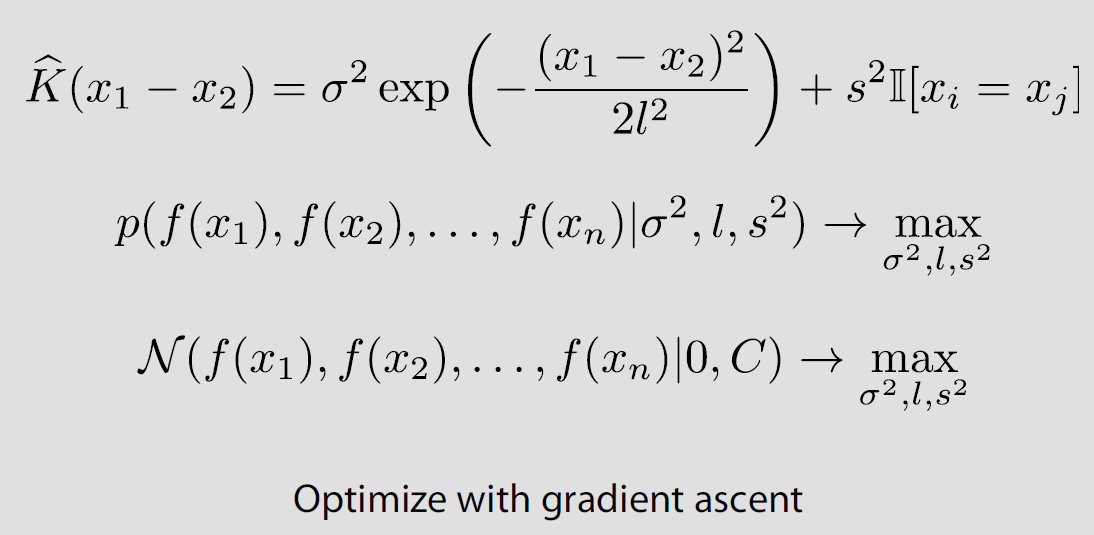 $\widehat{K}(x_1 - x_2) = \sigma^2 \exp\left(-\frac{(x_1 - x_2)^2}{2l^2}\right) + s^2 \mathbb{I}[x_i = x_j]$
$p(f(x_1), f(x_2), \ldots, f(x_n)|\sigma^2, l, s^2) \to \max_{\sigma^2, l, s^2}$
$\mathcal{N}(f(x_1), f(x_2), \ldots, f(x_n)|0, C) \to \max_{\sigma^2, l, s^2}$
Optimize with gradient ascent